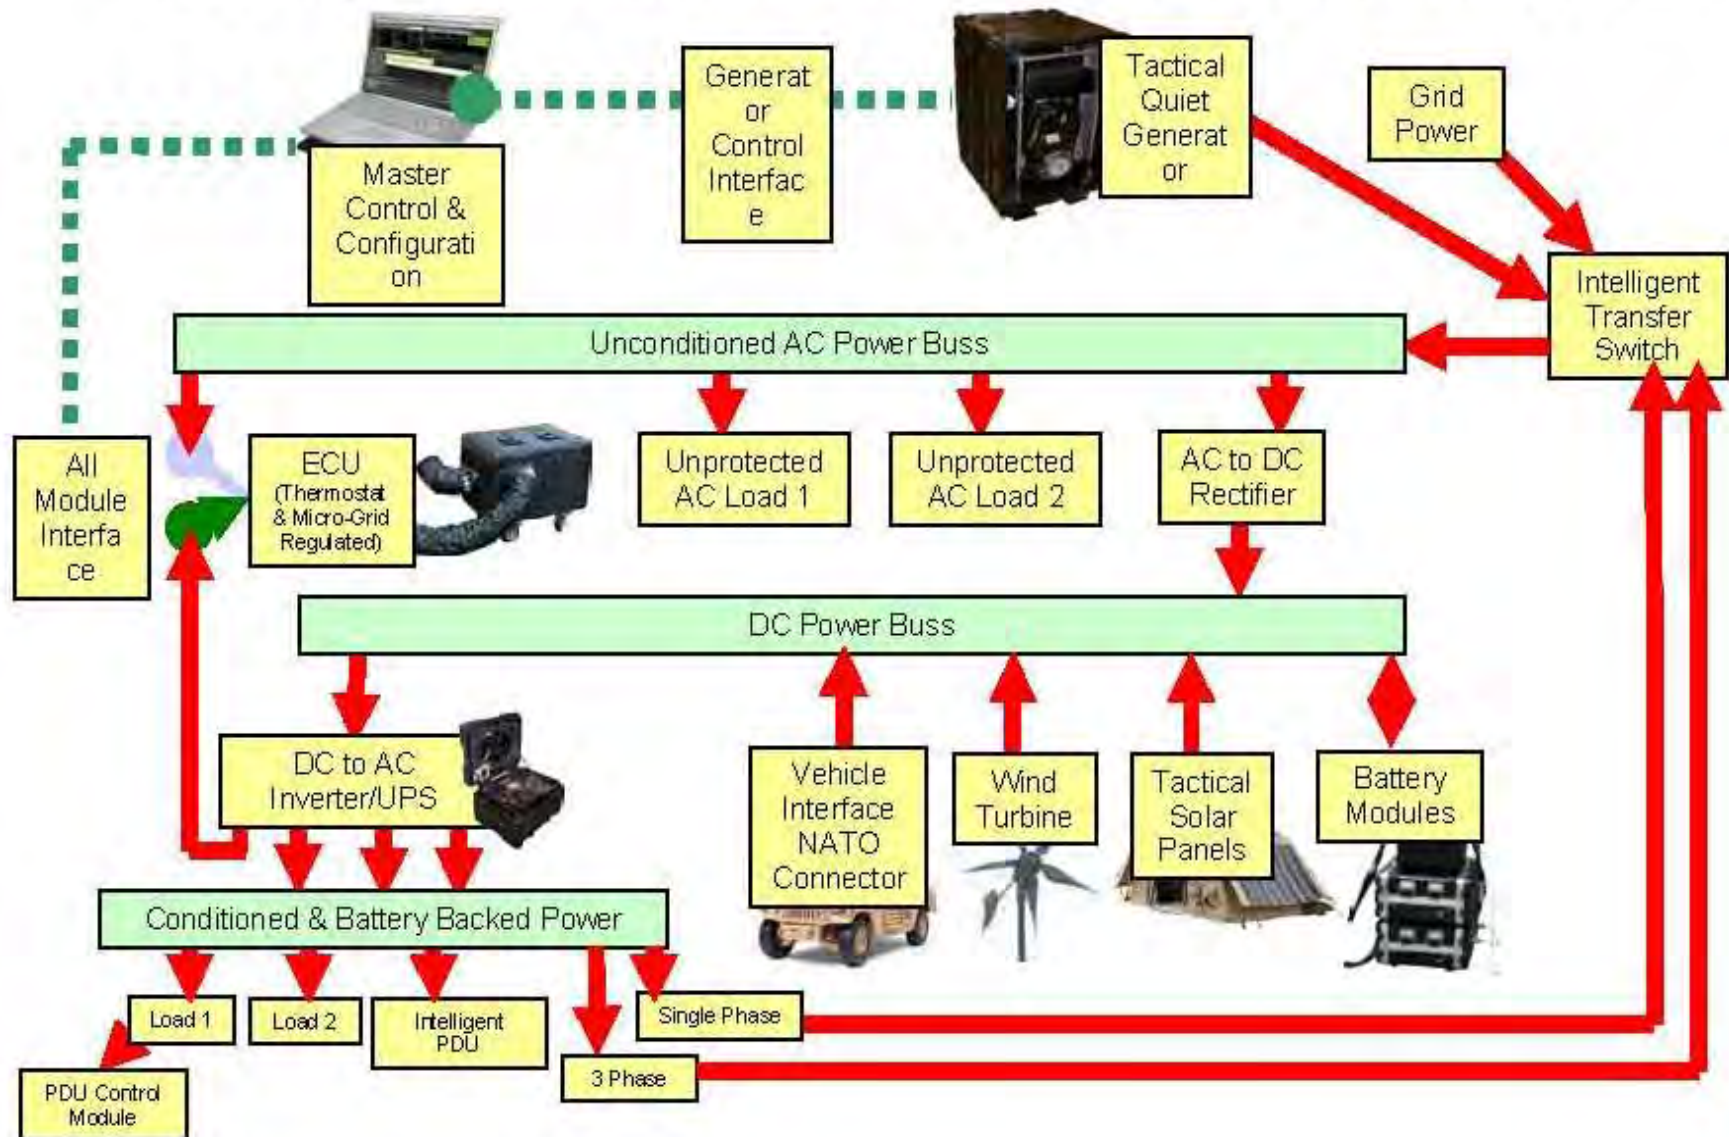 Generat
or
Control
Interfac
e
Tactical
Quiet
Generat
or
Grid
Power
Master
Control &
Configurati
on
Intelligent
Transfer
Switch
Unconditioned AC Power Buss
All
Module
Interfa
ce
ECU
(Thermostat
& Micro-Grid
Regulated)
Unprotected
AC Load 1
Unprotected
AC Load 2
AC to DC
Rectifier
DC Power Buss
DC to AC
Inverter/UPS
Vehicle
Interface
NATO
Connector
Wind
Turbine
Tactical
Solar
Panels
Battery
Modules
Conditioned & Battery Backed Power
Load 1
Load 2
Intelligent
PDU
Single Phase
3 Phase
PDU Control
Module